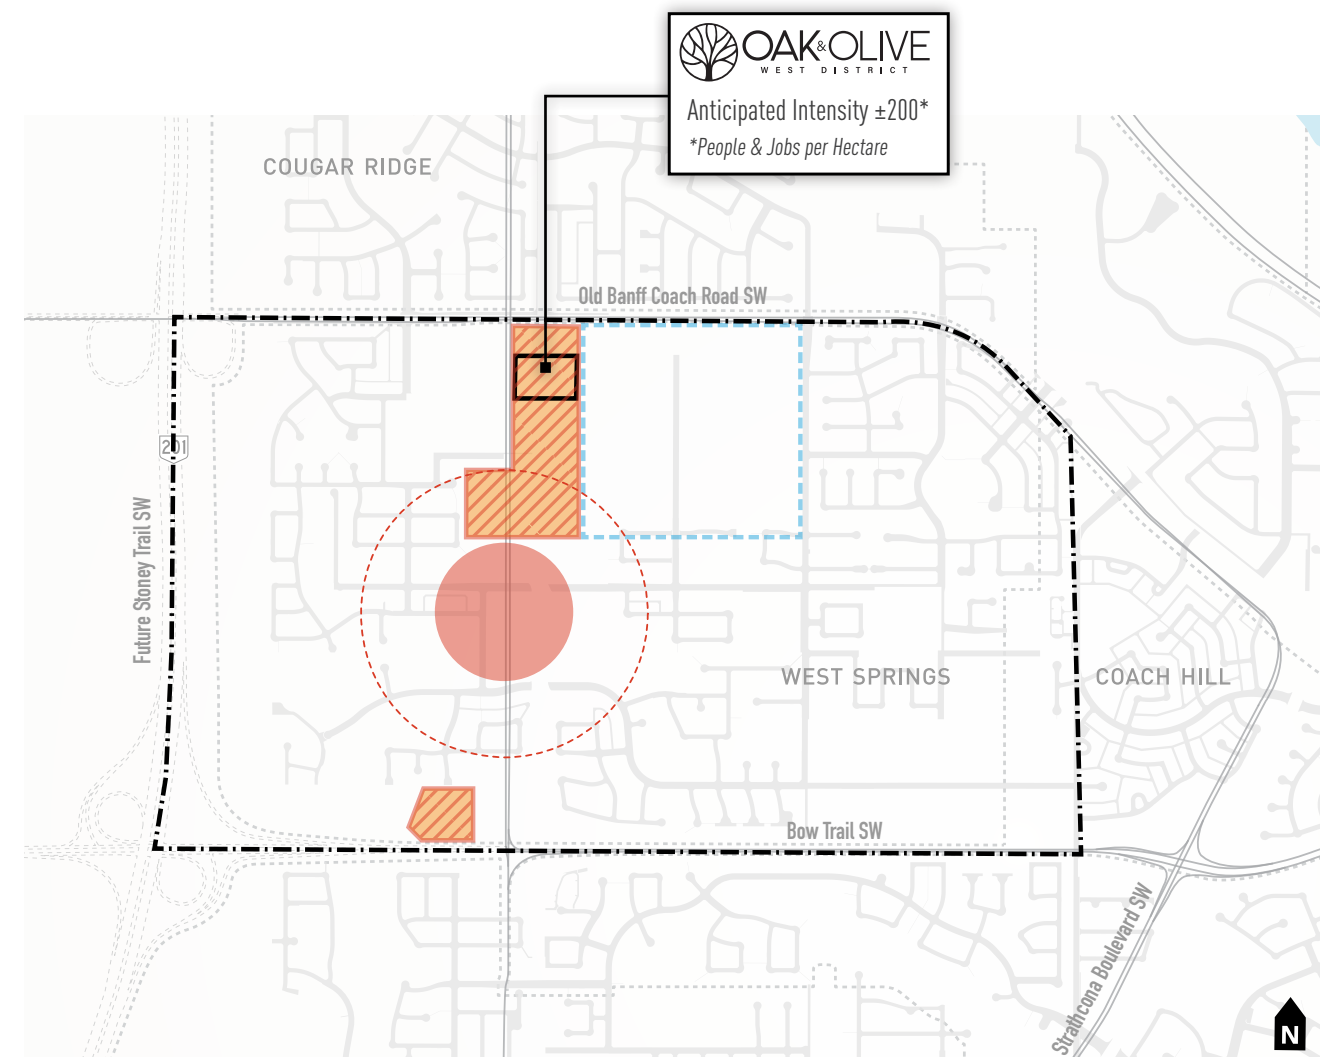 OAK & OLIVE
WEST DISTRICT
Anticipated Intensity ±200*
*People & Jobs per Hectare
COUGAR RIDGE
Old Banff Coach Road SW
201
Future Stoney Trail SW
WEST SPRINGS
COACH HILL
Bow Trail SW
Strathcona Boulevard SW
N